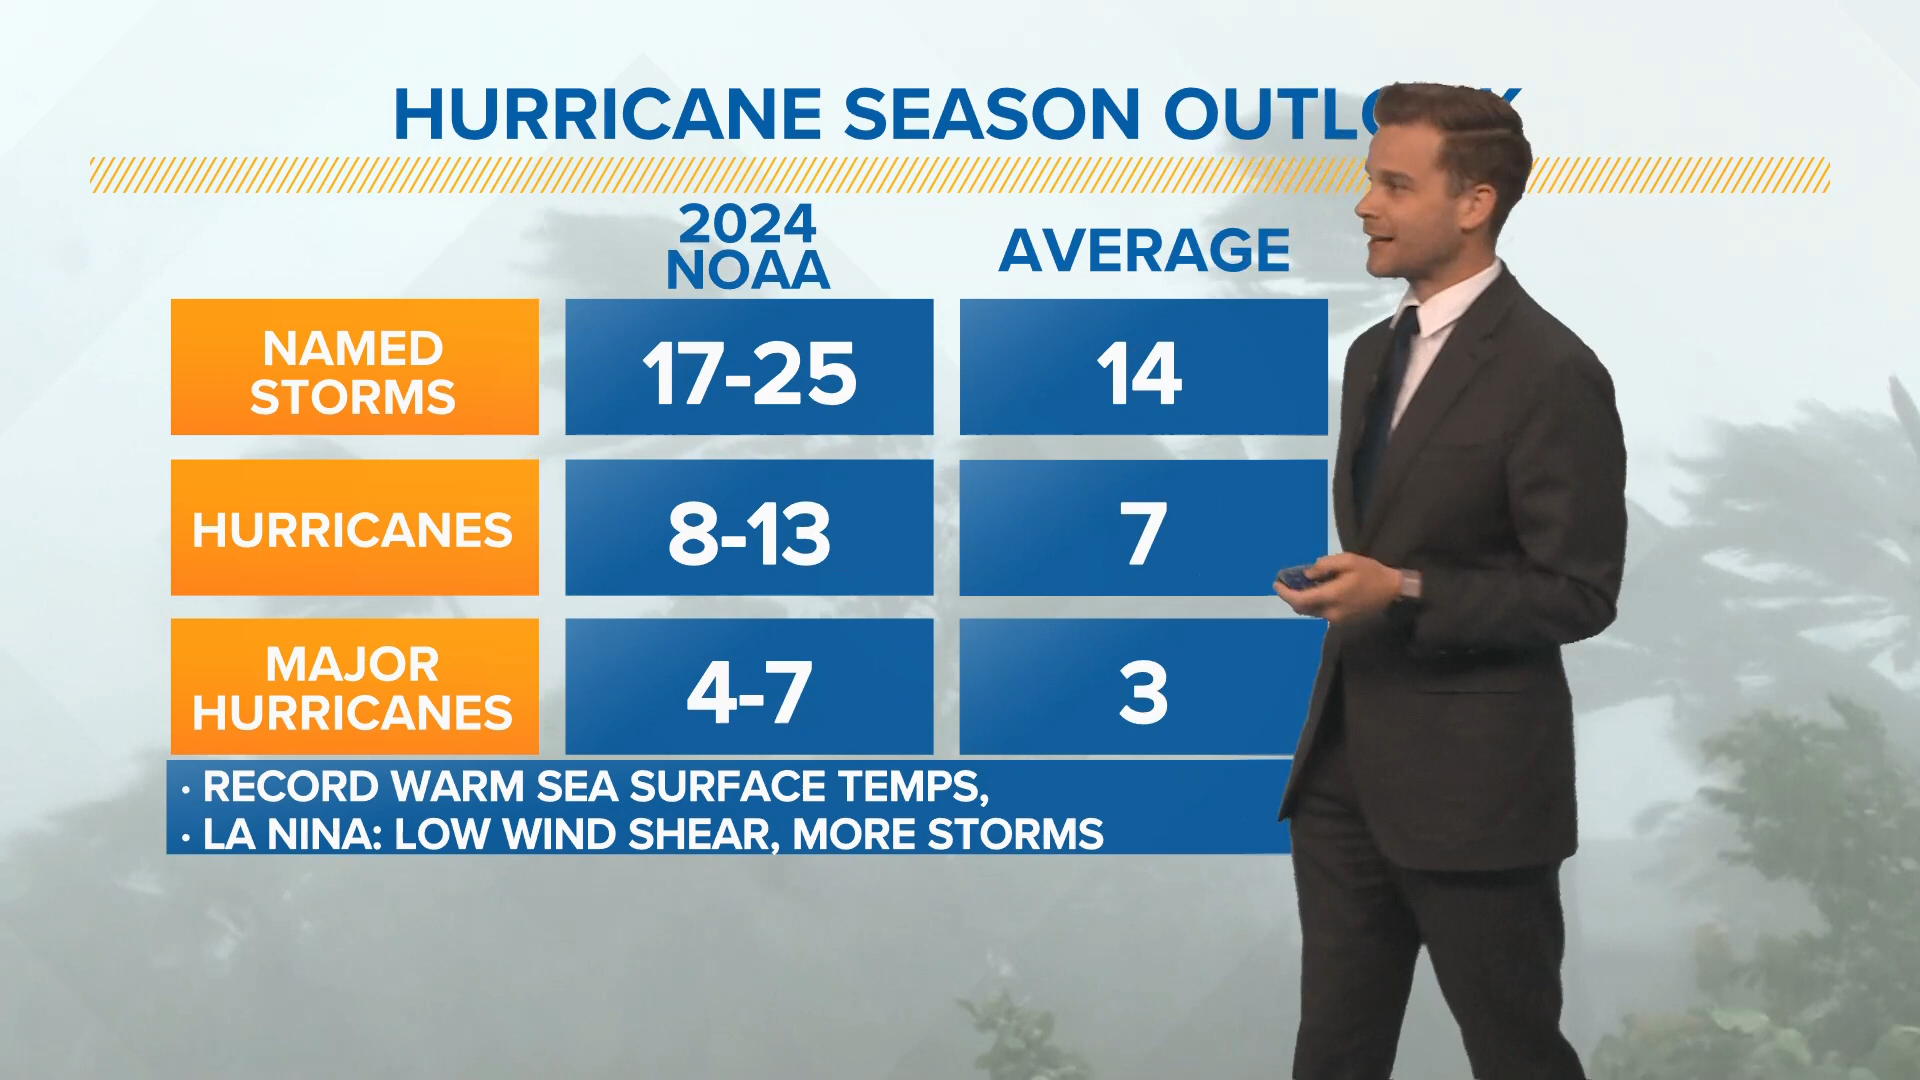 HURRICANE SEASON
2024
NOAA
AVERAGE
NAMED
STORMS
17-25
14
HURRICANES
8-13
7
MAJOR
HURRICANES
4-7
3
· RECORD WARM SEA SURFACE TEMPS,
· LA NINA: LOW WIND SHEAR, MORE STORMS